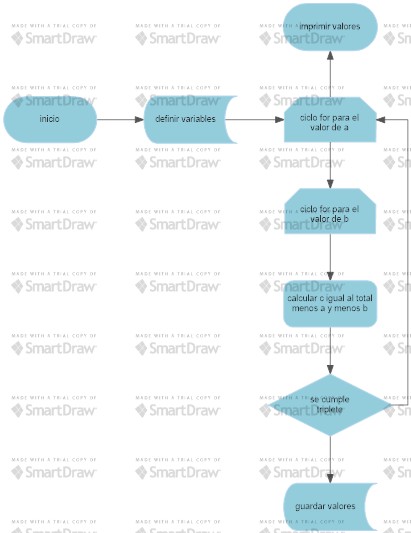 imprimir valores
inicio
definir variables
ciclo for para el
valor de a
ciclo for para el
valor de b
calcular c igual al total
menos a y menos b
se cumple
triplete
guardar valores
MADE WITH A TRIAL COPY OF
SmartDraw